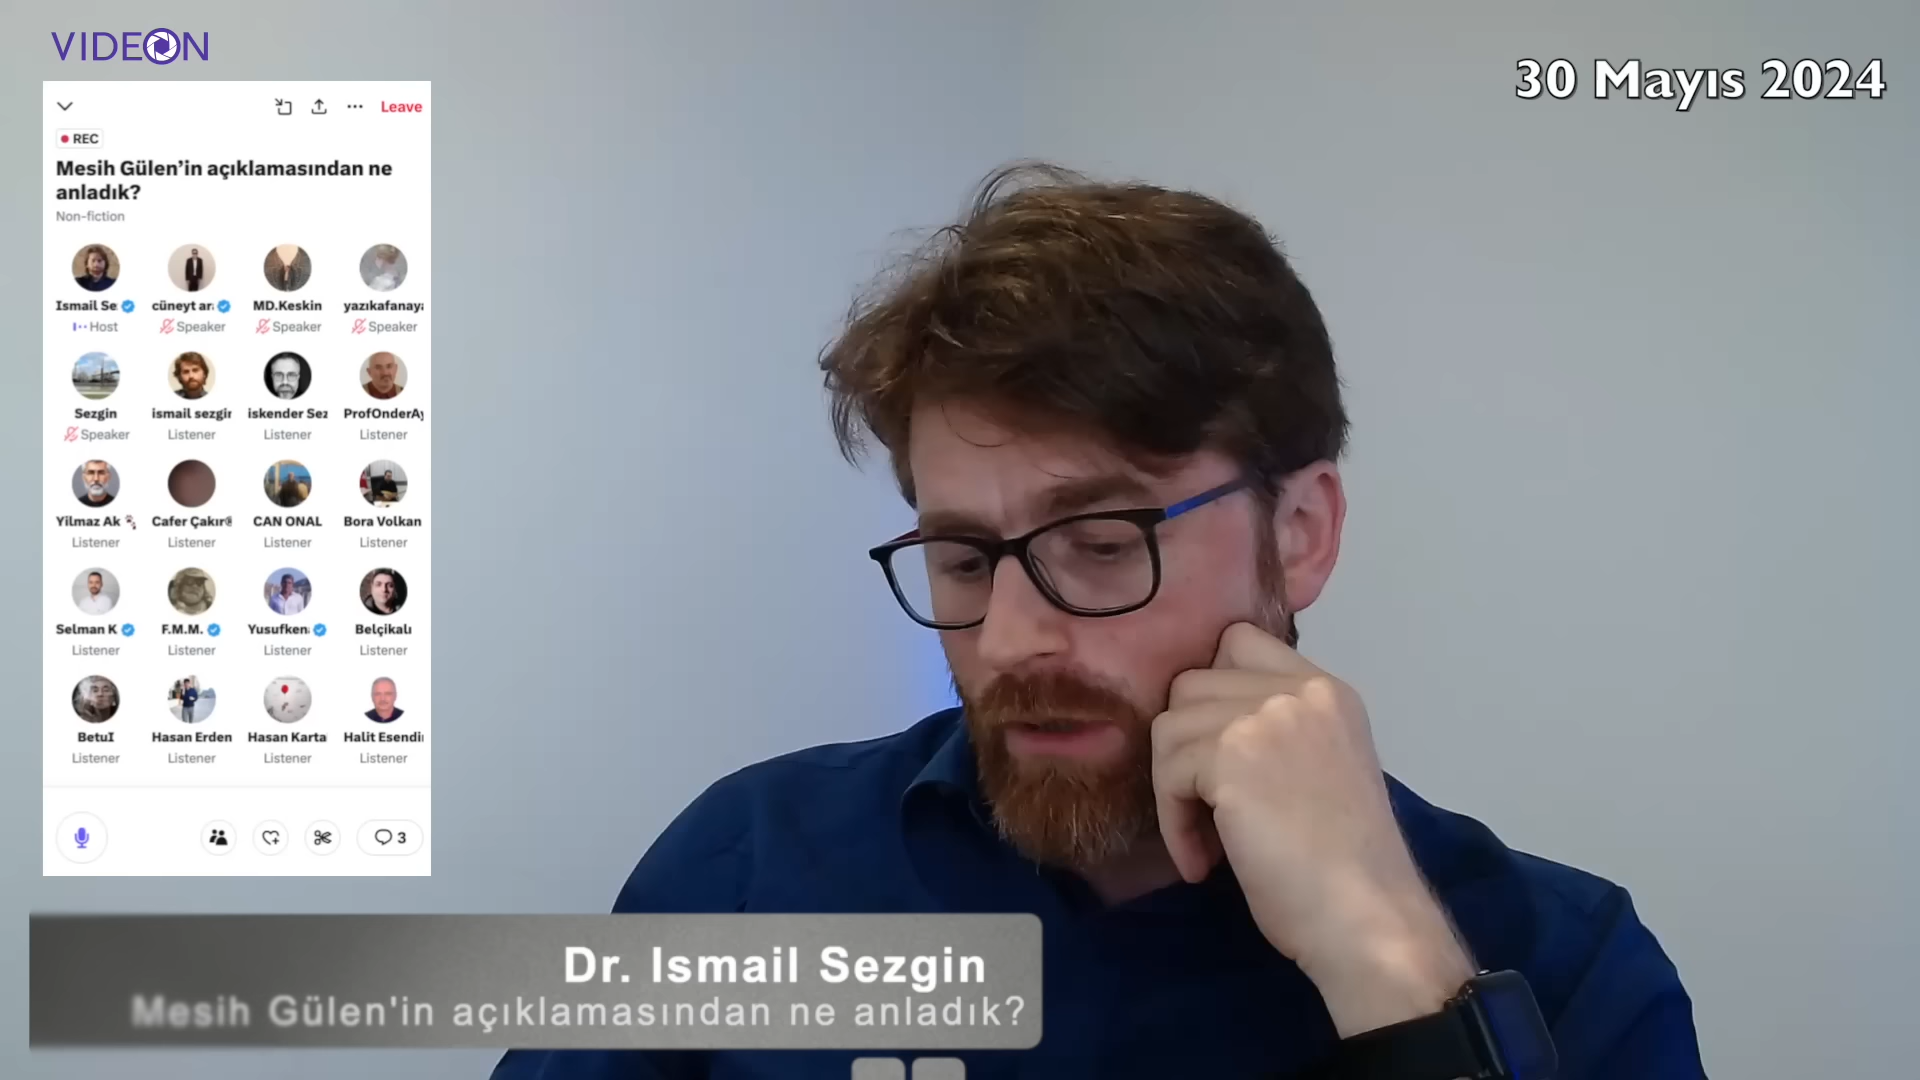 VIDEON
30 Mayıs 2024
Leave
REC
Mesih Gülen’in açıklamasından ne
anladık?
Non-fiction
Ismail Se cüneyt ar MD.Keskin yazıkafanaya
Host Speaker Speaker Speaker
Sezgin ismail sezgir iskender Sez ProfOnderAy
Speaker Listener Listener Listener
Yilmaz Ak Cafer Çakır CAN ONAL Bora Volkan
Listener Listener Listener Listener
Selman K F.M.M. Yusufken Belçikalı
Listener Listener Listener Listener
BetuI Hasan Erden Hasan Karta Halit Esendi
Listener Listener Listener Listener
3
Dr. Ismail Sezgin
Mesih Gülen'in açıklamasından ne anladık?